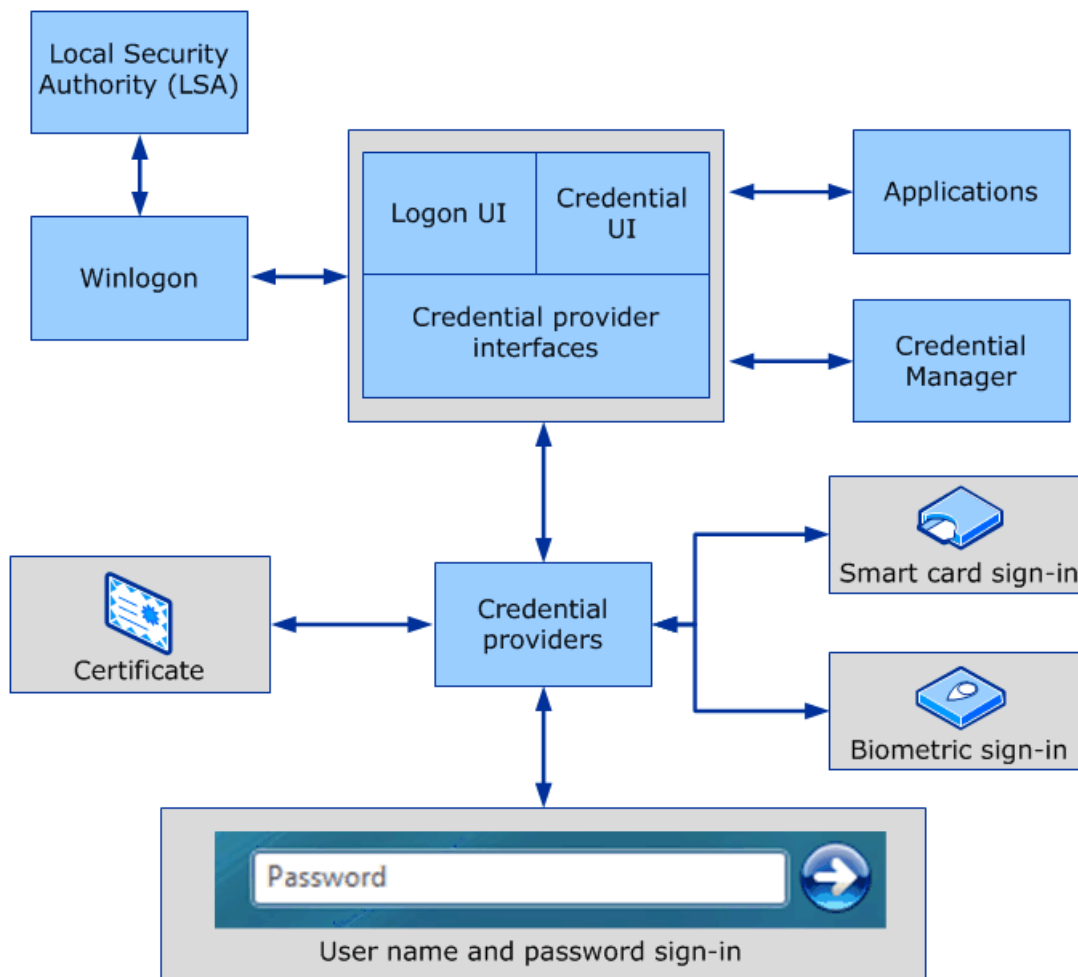 Local Security
Authority (LSA)
Winlogon
Logon UI
Credential
UI
Credential provider
interfaces
Applications
Credential
Manager
Certificate
Credential
providers
Smart card sign-in
Biometric sign-in
Password
User name and password sign-in